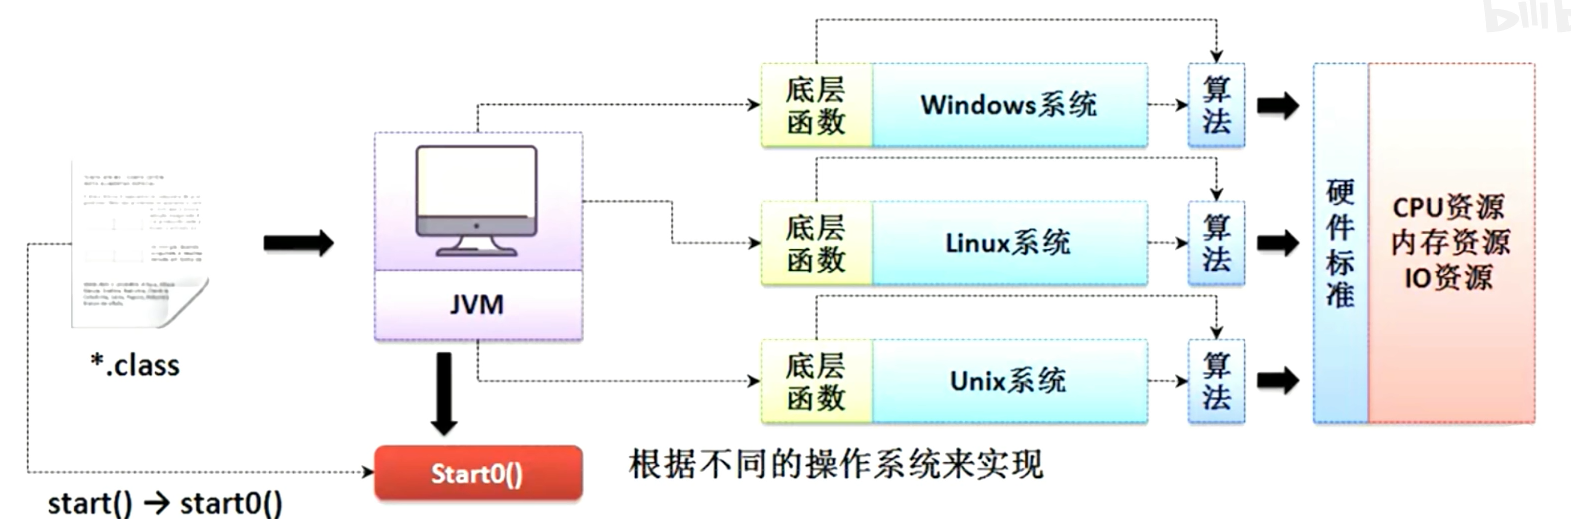 底层
函数
Windows系统
算
法
JVM
底层
函数
Linux系统
算
法
底层
函数
Unix系统
算
法
硬
件
标
准
CPU资源
内存资源
IO资源
*.class
Start0()
根据不同的操作系统来实现
start() → start0()